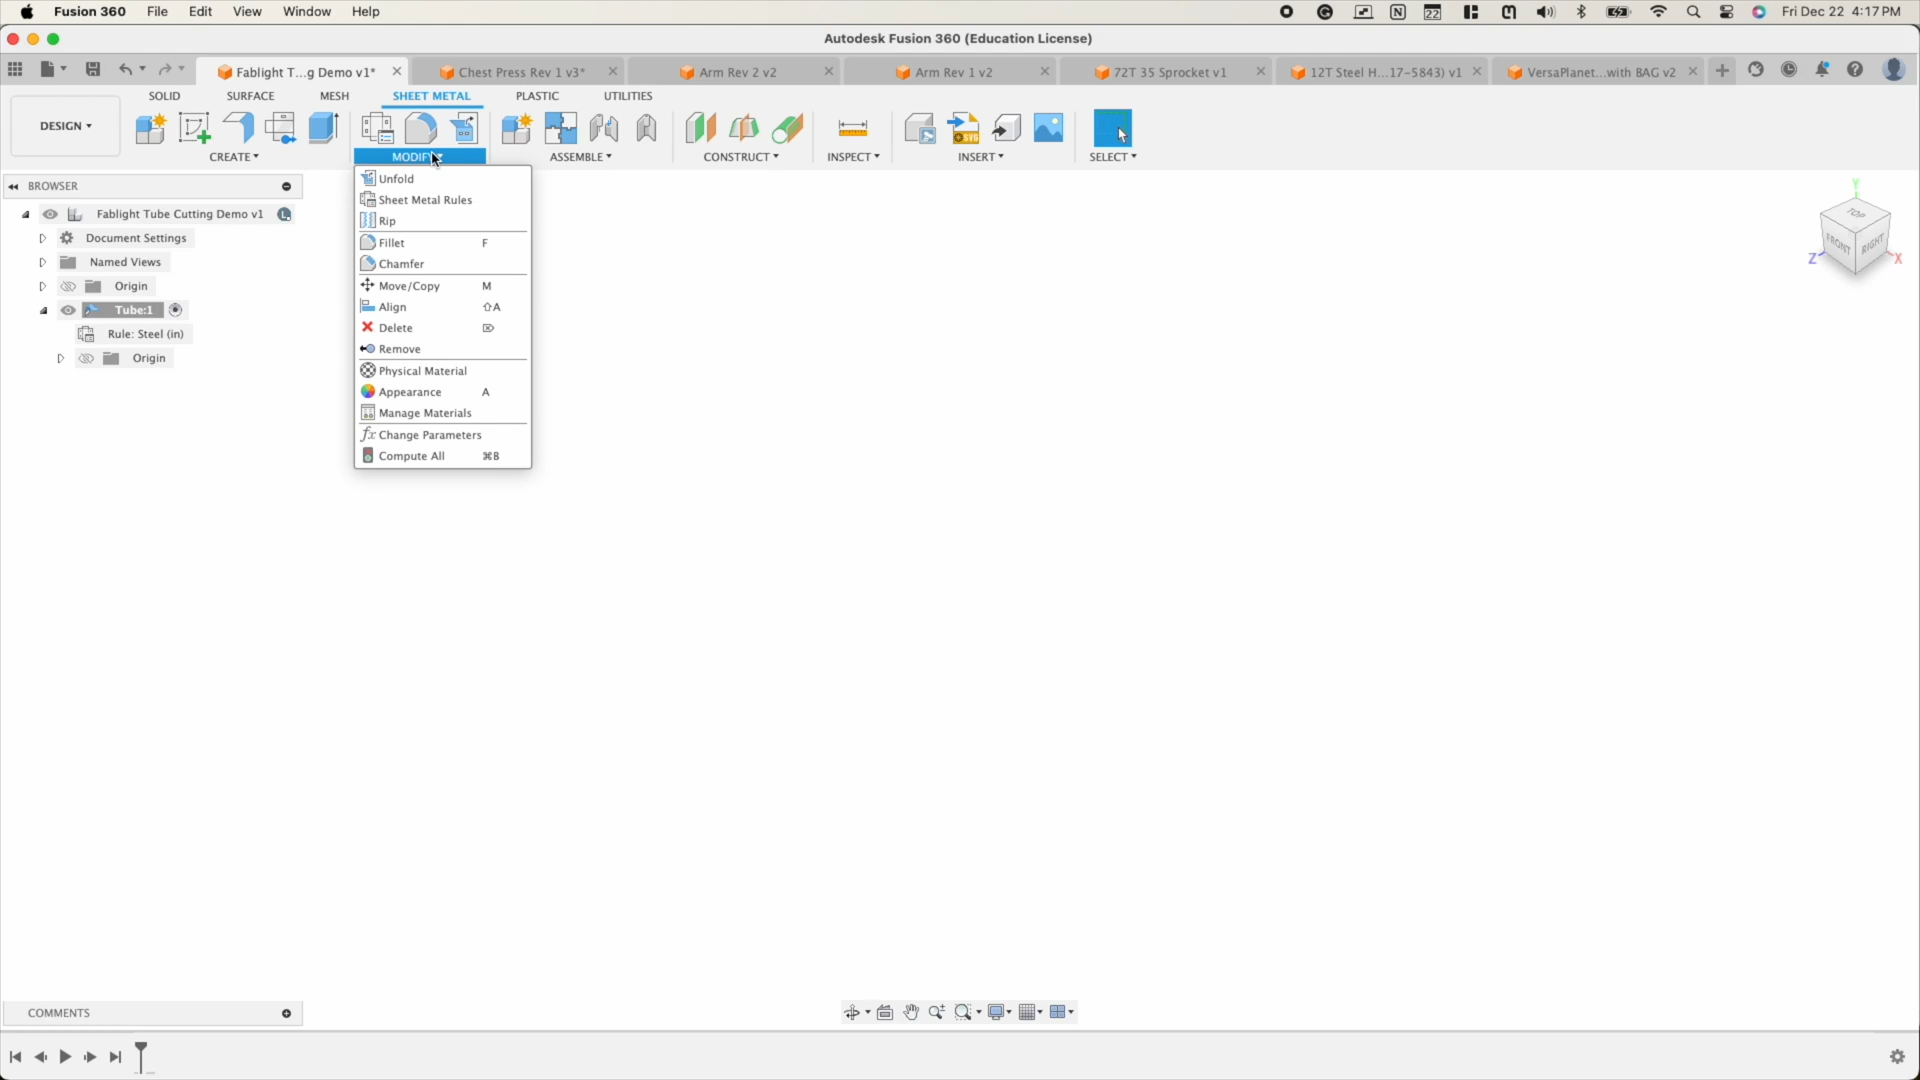 Fusion 360 File Edit View Window Help 22 Fri Dec 22 4:17 PM
Autodesk Fusion 360 (Education License)
Fablight T...g Demo v1* Chest Press Rev 1 v3* Arm Rev 2 v2 Arm Rev 1 v2 72T 35 Sprocket v1 12T Steel H...17-5843) v1 VersaPlanet...with BAG v2
SOLID SURFACE MESH SHEET METAL PLASTIC UTILITIES
DESIGN
CREATE ASSEMBLE CONSTRUCT INSPECT INSERT SELECT
BROWSER
Fablight Tube Cutting Demo v1
Document Settings
Named Views
Origin
Tube:1
Rule: Steel (in)
Origin
Unfold
Sheet Metal Rules
Rip
Fillet F
Chamfer
Move/Copy M
Align ⇧A
Delete ⌦
Remove
Physical Material
Appearance A
Manage Materials
fx Change Parameters
Compute All ⌘B
Y
TOP
FRONT RIGHT
Z X
COMMENTS